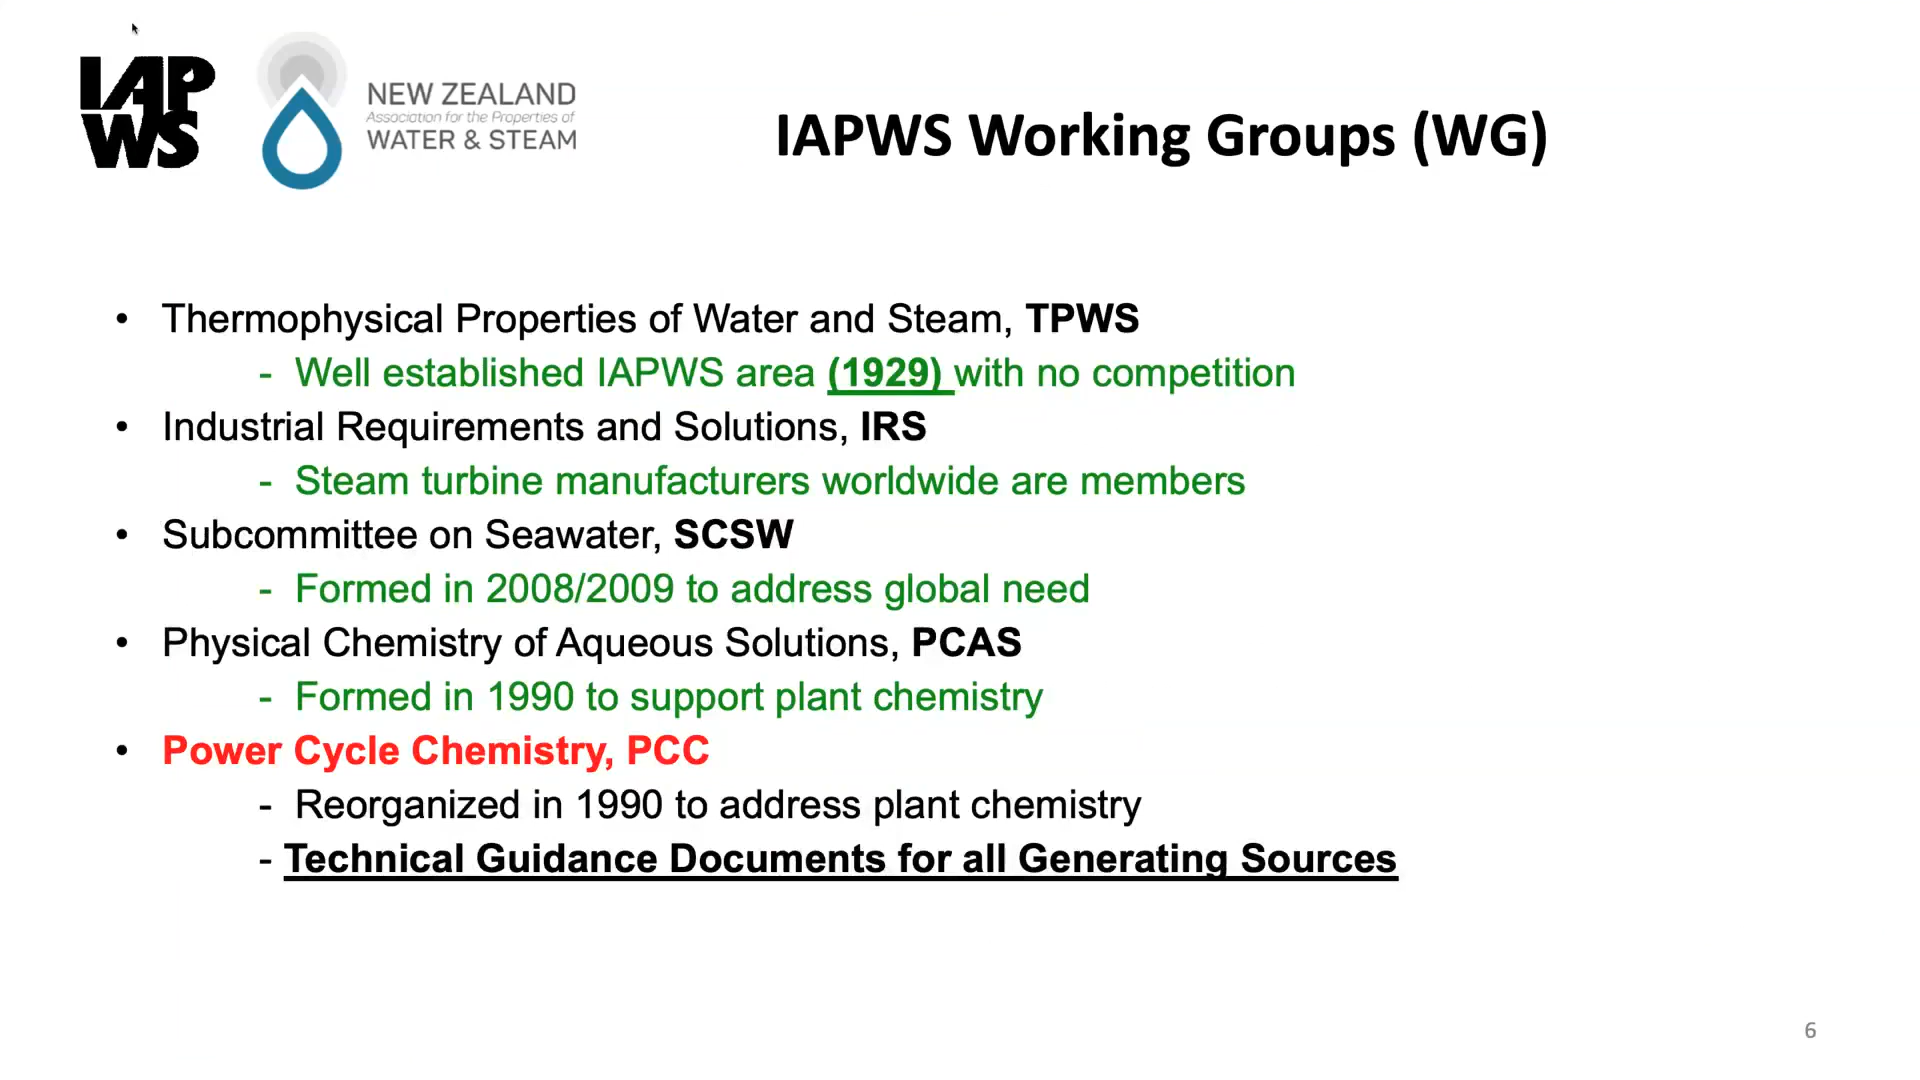 IAPWS
NEW ZEALAND
Association for the Properties of
WATER & STEAM
IAPWS Working Groups (WG)
• Thermophysical Properties of Water and Steam, TPWS
- Well established IAPWS area (1929) with no competition
• Industrial Requirements and Solutions, IRS
- Steam turbine manufacturers worldwide are members
• Subcommittee on Seawater, SCSW
- Formed in 2008/2009 to address global need
• Physical Chemistry of Aqueous Solutions, PCAS
- Formed in 1990 to support plant chemistry
• Power Cycle Chemistry, PCC
- Reorganized in 1990 to address plant chemistry
- Technical Guidance Documents for all Generating Sources
6